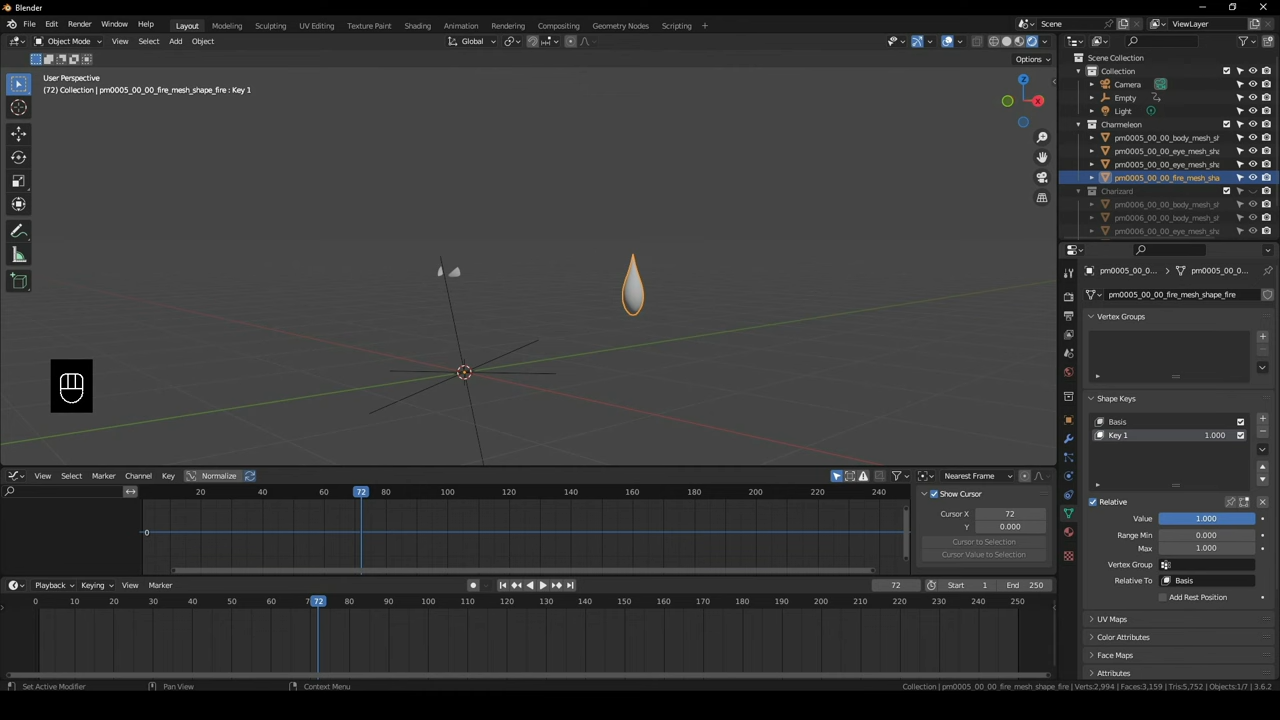 Blender
File Edit Render Window Help Layout Modeling Sculpting UV Editing Texture Paint Shading Animation Rendering Compositing Geometry Nodes Scripting + Scene ViewLayer
Object Mode View Select Add Object Global
Options
User Perspective
(72) Collection | pm0005_00_00_fire_mesh_shape_fire : Key 1
Z
X
Scene Collection
Collection
Camera
Empty
Light
Charmeleon
pm0005_00_00_body_mesh_sh
pm0005_00_00_eye_mesh_sha
pm0005_00_00_eye_mesh_sha
pm0005_00_00_fire_mesh_sha
Charizard
pm0006_00_00_body_mesh_sh
pm0006_00_00_body_mesh_sh
pm0006_00_00_eye_mesh_sha
pm0005_00_0... pm0005_00_0...
pm0005_00_00_fire_mesh_shape_fire
Vertex Groups
Shape Keys
Basis
Key 1 1.000
Relative
Value 1.000
Range Min 0.000
Max 1.000
Vertex Group
Relative To Basis
Add Rest Position
UV Maps
Color Attributes
Face Maps
Attributes
View Select Marker Channel Key Normalize Nearest Frame
20 40 60 72 80 100 120 140 160 180 200 220 240
0
Show Cursor
Cursor X 72
Y 0.000
Cursor to Selection
Cursor Value to Selection
Playback Keying View Marker 72 Start 1 End 250
0 10 20 30 40 50 60 7 72 80 90 100 110 120 130 140 150 160 170 180 190 200 210 220 230 240 250
Set Active Modifier Pan View Context Menu Collection | pm0005_00_00_fire_mesh_shape_fire | Verts:2,994 | Faces:3,159 | Tris:5,752 | Objects:1/7 | 3.6.2